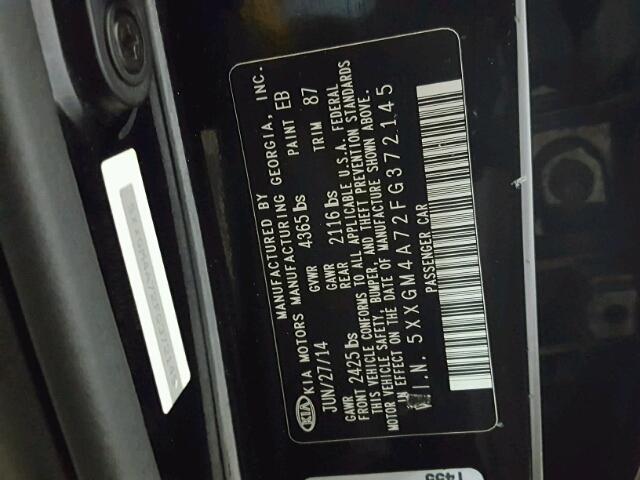 KIA MANUFACTURED BY
KIA MOTORS MANUFACTURING GEORGIA, INC.
JUN/27/14 GVWR 4365 lbs PAINT EB
GAWR FRONT 2425 lbs GAWR REAR 2116 lbs TRIM 87
THIS VEHICLE CONFORMS TO ALL APPLICABLE U.S.A. FEDERAL
MOTOR VEHICLE SAFETY, BUMPER, AND THEFT PREVENTION STANDARDS
IN EFFECT ON THE DATE OF MANUFACTURE SHOWN ABOVE.
V.I.N. 5XXGM4A72FG372145
PASSENGER CAR